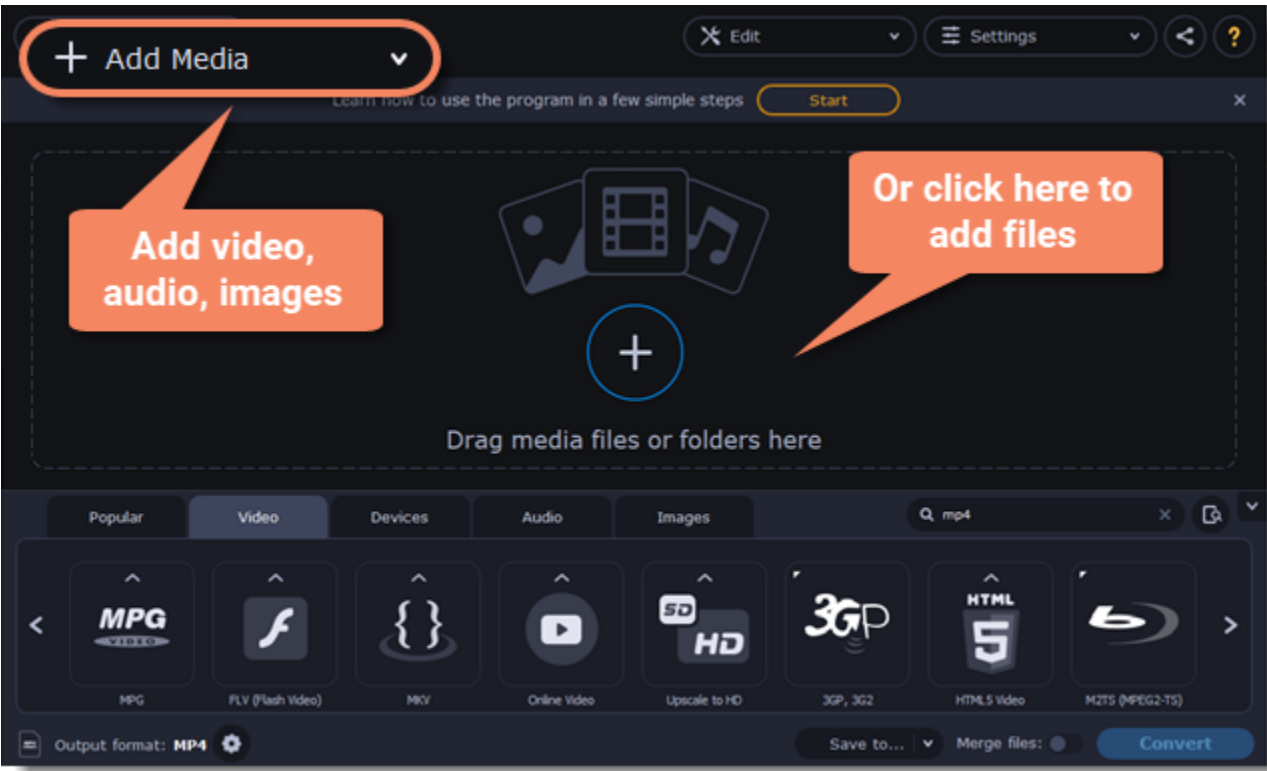 Add Media
Edit
Settings
?
Learn how to use the program in a few simple steps
Start
Add video,
audio, images
Or click here to
add files
Drag media files or folders here
Popular
Video
Devices
Audio
Images
mp4
MPG
VIDEO
SD
HD
3GP
HTML
5
MPG
FLV (Flash Video)
MKV
Online Video
Upscale to HD
3GP, 3G2
HTML5 Video
M2TS (MPEG2-TS)
Output format: MP4
Save to...
Merge files:
Convert